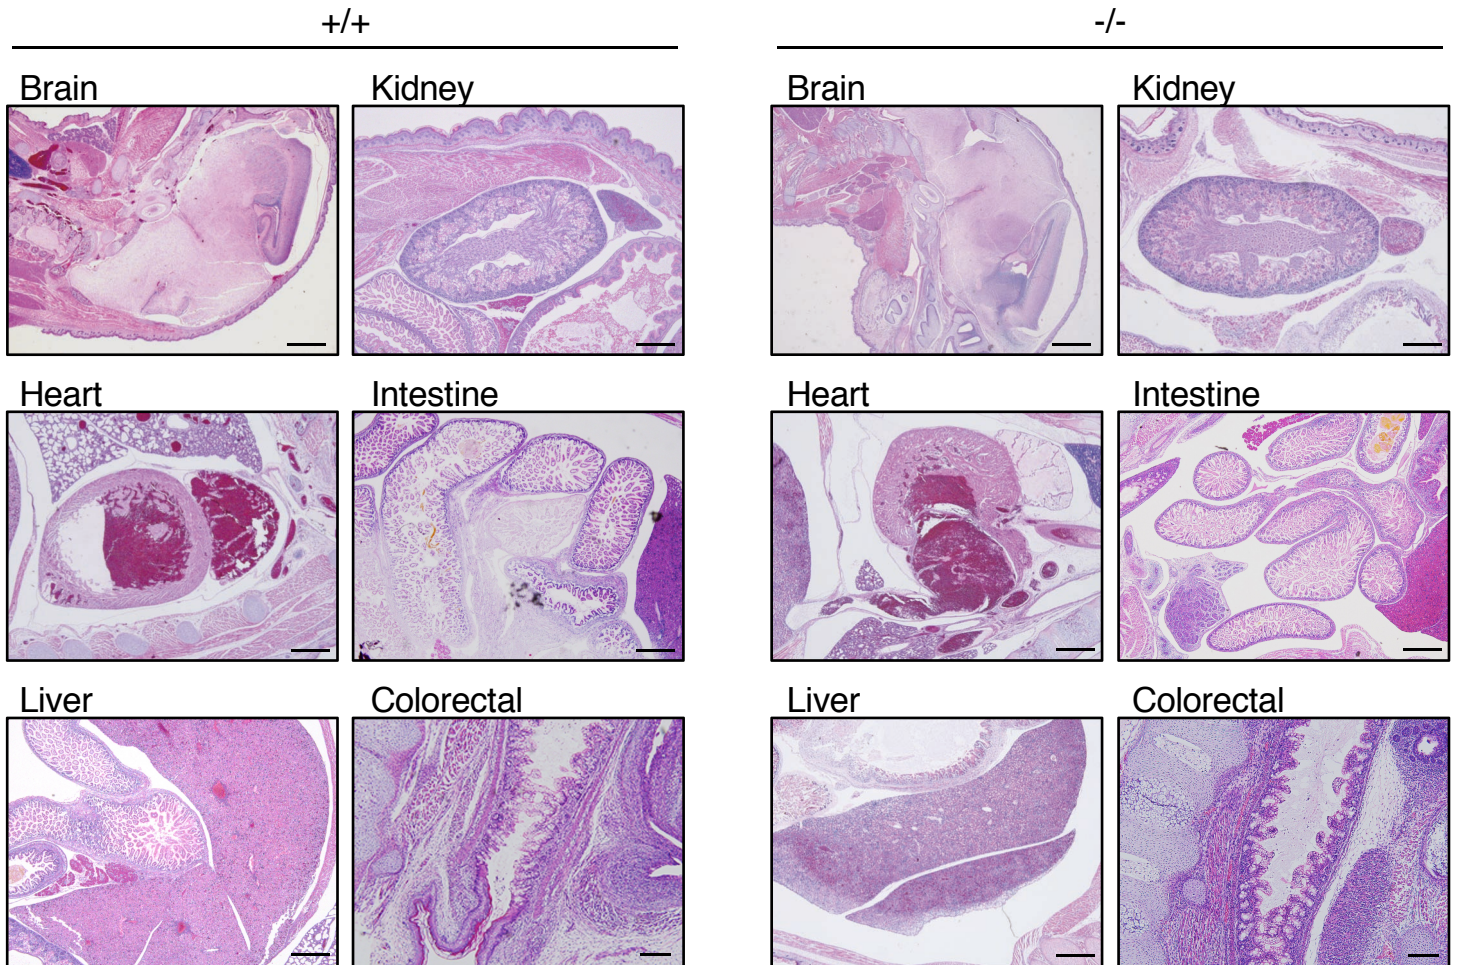 +/+
-/-
Brain
Kidney
Brain
Kidney
Heart
Intestine
Heart
Intestine
Liver
Colorectal
Liver
Colorectal